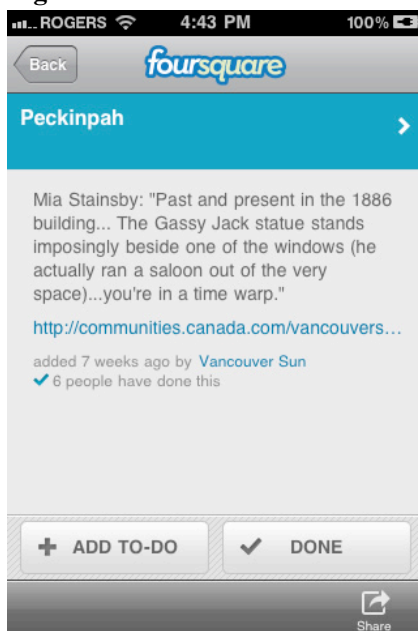 ROGERS 4:43 PM 100%
Back foursquare
Peckinpah
Mia Stainsby: "Past and present in the 1886
building... The Gassy Jack statue stands
imposingly beside one of the windows (he
actually ran a saloon out of the very
space)...you're in a time warp."
http://communities.canada.com/vancouvers...
added 7 weeks ago by Vancouver Sun
6 people have done this
ADD TO-DO DONE
Share